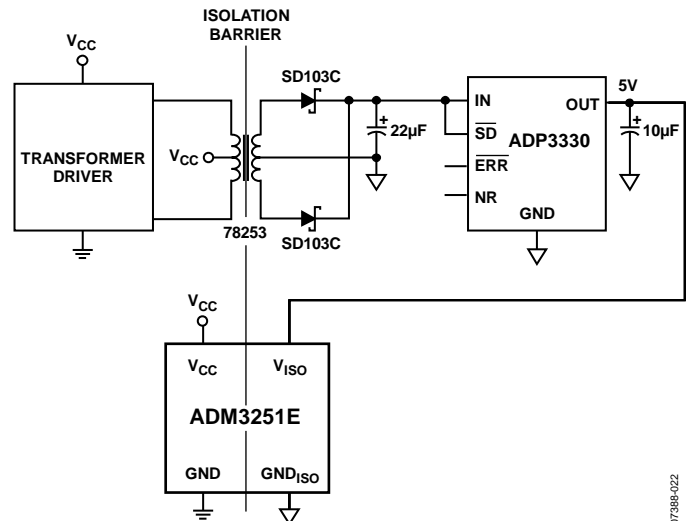 ISOLATION
BARRIER
VCC
SD103C
TRANSFORMER
DRIVER
VCC
78253
SD103C
+
22µF
IN
SD
ERR
NR
OUT
ADP3330
GND
5V
+
10µF
VCC
VCC
VISO
ADM3251E
GND
GNDISO
07388-022